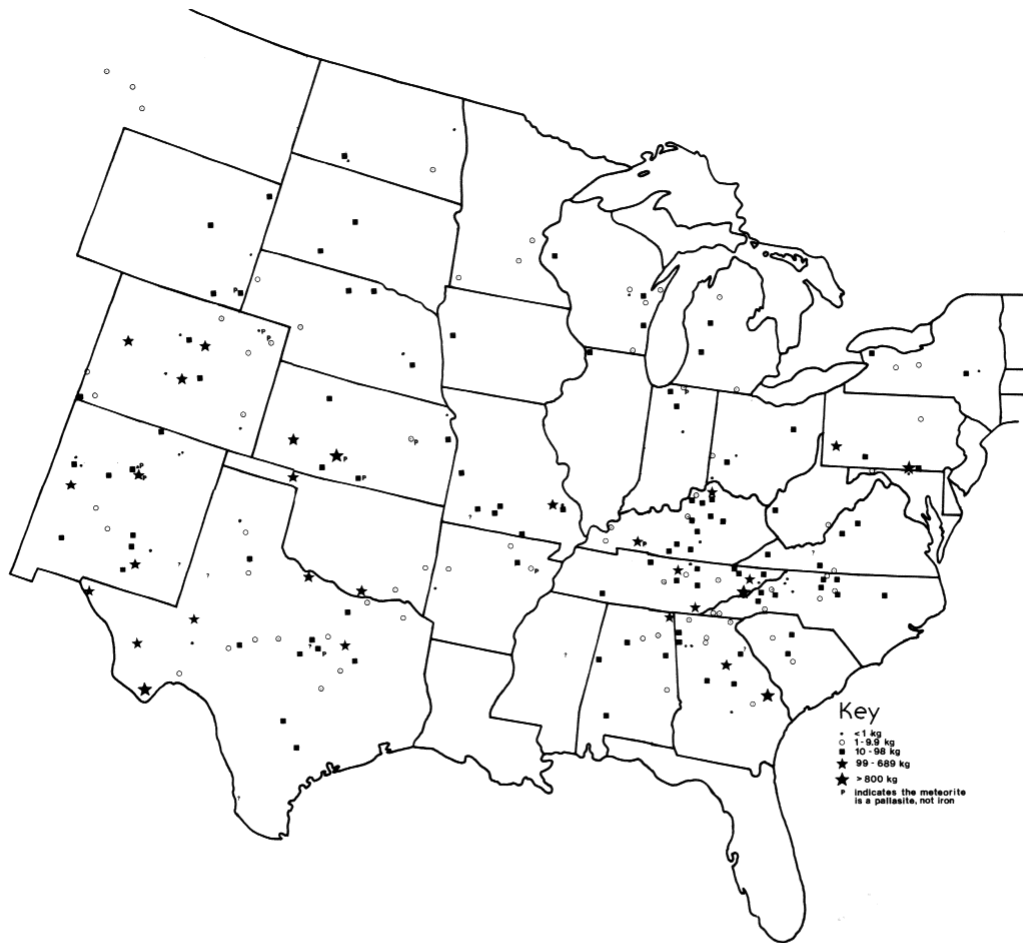 Key
<1 kg
1-9.9 kg
10-98 kg
99-689 kg
>800 kg
P indicates the meteorite
is a pallasite, not iron
P
P
P
P
P
P
P
P
P
P
P
P
P
?
?
?
?
?
?
?
?
?